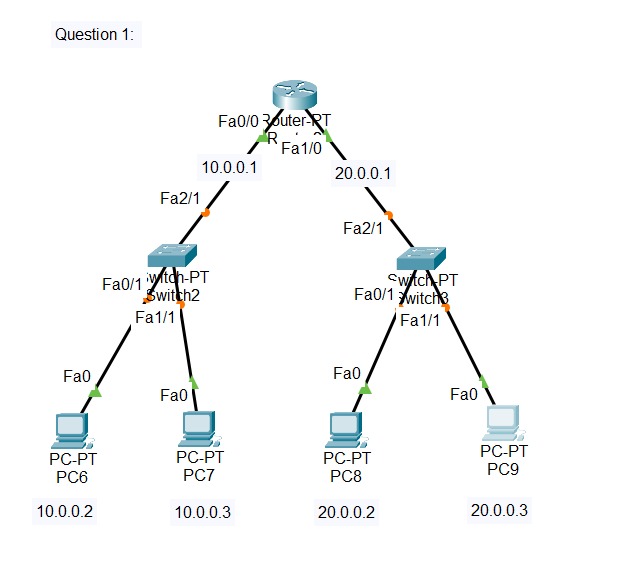 Question 1:
Fa0/0
Router-PT
Fa1/0
10.0.0.1
20.0.0.1
Fa2/1
Fa2/1
Switch-PT
Switch2
Switch-PT
Switch3
Fa0/1
Fa1/1
Fa0/1
Fa1/1
Fa0
Fa0
Fa0
Fa0
PC-PT
PC6
PC-PT
PC7
PC-PT
PC8
PC-PT
PC9
10.0.0.2
10.0.0.3
20.0.0.2
20.0.0.3